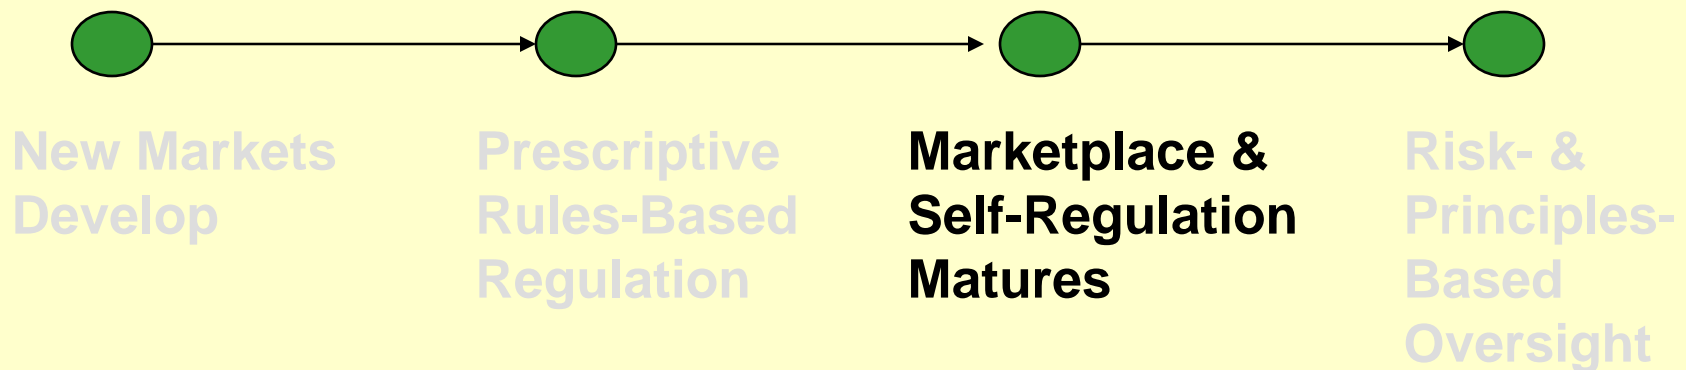 New Markets
Develop
Prescriptive
Rules-Based
Regulation
Marketplace &
Self-Regulation
Matures
Risk- &
Principles-
Based
Oversight